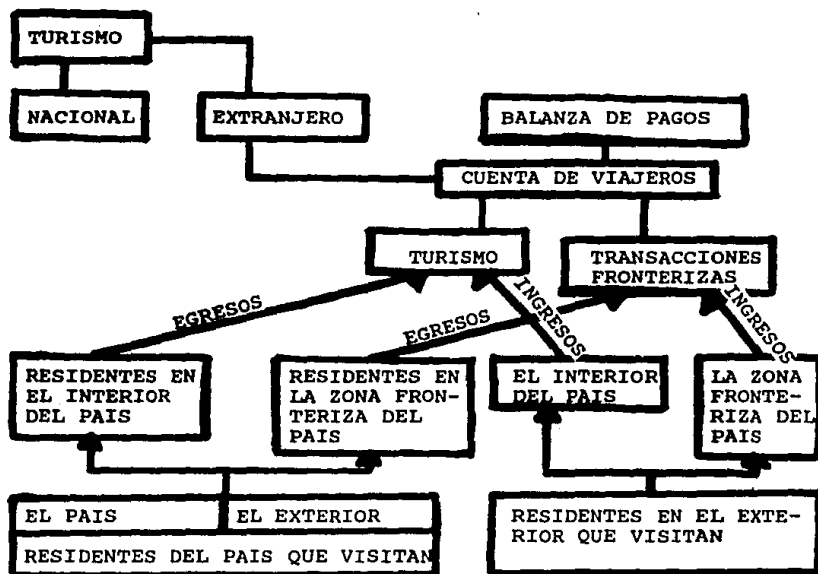 TURISMO
NACIONAL
EXTRANJERO
BALANZA DE PAGOS
CUENTA DE VIAJEROS
TURISMO
TRANSACCIONES
FRONTERIZAS
EGRESOS
INGRESOS
EGRESOS
INGRESOS
RESIDENTES EN
EL INTERIOR
DEL PAIS
RESIDENTES EN
LA ZONA FRON-
TERIZA DEL
PAIS
EL INTERIOR
DEL PAIS
LA ZONA
FRONTE-
RIZA DEL
PAIS
EL PAIS
EL EXTERIOR
RESIDENTES DEL PAIS QUE VISITAN
RESIDENTES EN EL EXTE-
RIOR QUE VISITAN